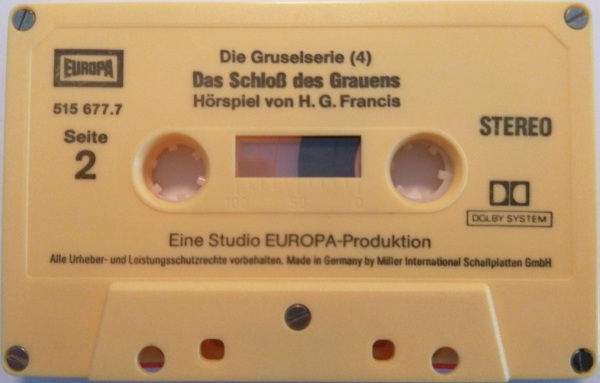 Die Gruselserie (4)
EUROPA
Das Schloß des Grauens
515 677.7
Hörspiel von H. G. Francis
Seite
2
STEREO
100 50 0
DOLBY SYSTEM
Eine Studio EUROPA-Produktion
Alle Urheber- und Leistungsschutzrechte vorbehalten. Made in Germany by Miller International Schallplatten GmbH